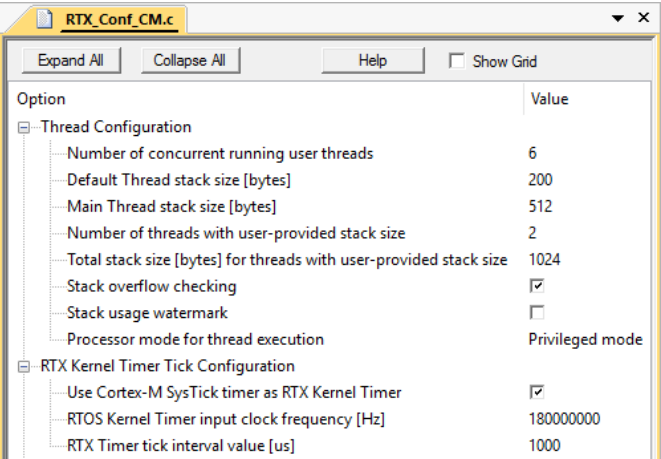 RTX_Conf_CM.c
Expand All Collapse All Help Show Grid
Option Value
Thread Configuration
Number of concurrent running user threads 6
Default Thread stack size [bytes] 200
Main Thread stack size [bytes] 512
Number of threads with user-provided stack size 2
Total stack size [bytes] for threads with user-provided stack size 1024
Stack overflow checking
Stack usage watermark
Processor mode for thread execution Privileged mode
RTX Kernel Timer Tick Configuration
Use Cortex-M SysTick timer as RTX Kernel Timer
RTOS Kernel Timer input clock frequency [Hz] 180000000
RTX Timer tick interval value [us] 1000